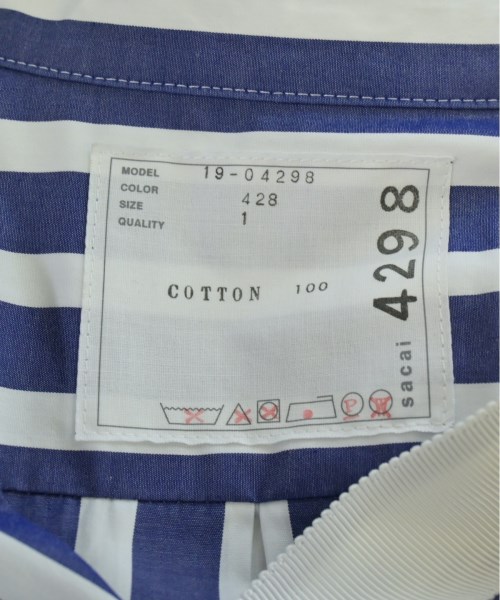 MODEL 19-04298
COLOR 428
SIZE 1
QUALITY
COTTON 100
sacai 4298
P
W